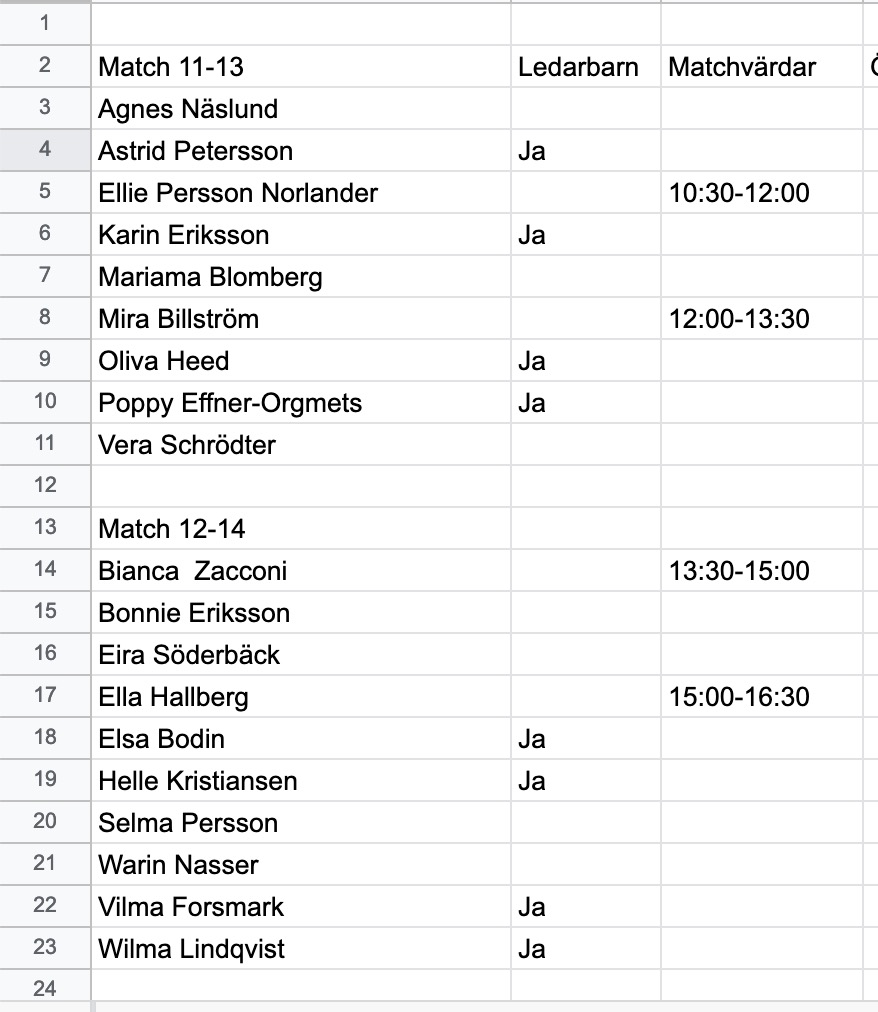 1
2 Match 11-13 Ledarbarn Matchvärdar
3 Agnes Näslund
4 Astrid Petersson Ja
5 Ellie Persson Norlander 10:30-12:00
6 Karin Eriksson Ja
7 Mariama Blomberg
8 Mira Billström 12:00-13:30
9 Oliva Heed Ja
10 Poppy Effner-Orgmets Ja
11 Vera Schrödter
12
13 Match 12-14
14 Bianca  Zacconi 13:30-15:00
15 Bonnie Eriksson
16 Eira Söderbäck
17 Ella Hallberg 15:00-16:30
18 Elsa Bodin Ja
19 Helle Kristiansen Ja
20 Selma Persson
21 Warin Nasser
22 Vilma Forsmark Ja
23 Wilma Lindqvist Ja
24